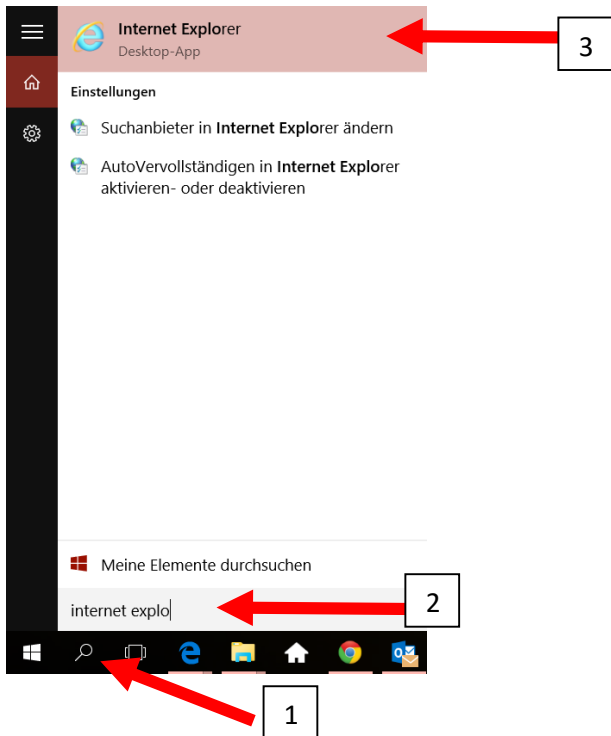 Internet Explorer
Desktop-App
3
Einstellungen
Suchanbieter in Internet Explorer ändern
AutoVervollständigen in Internet Explorer
aktivieren- oder deaktivieren
Meine Elemente durchsuchen
internet explo
2
1